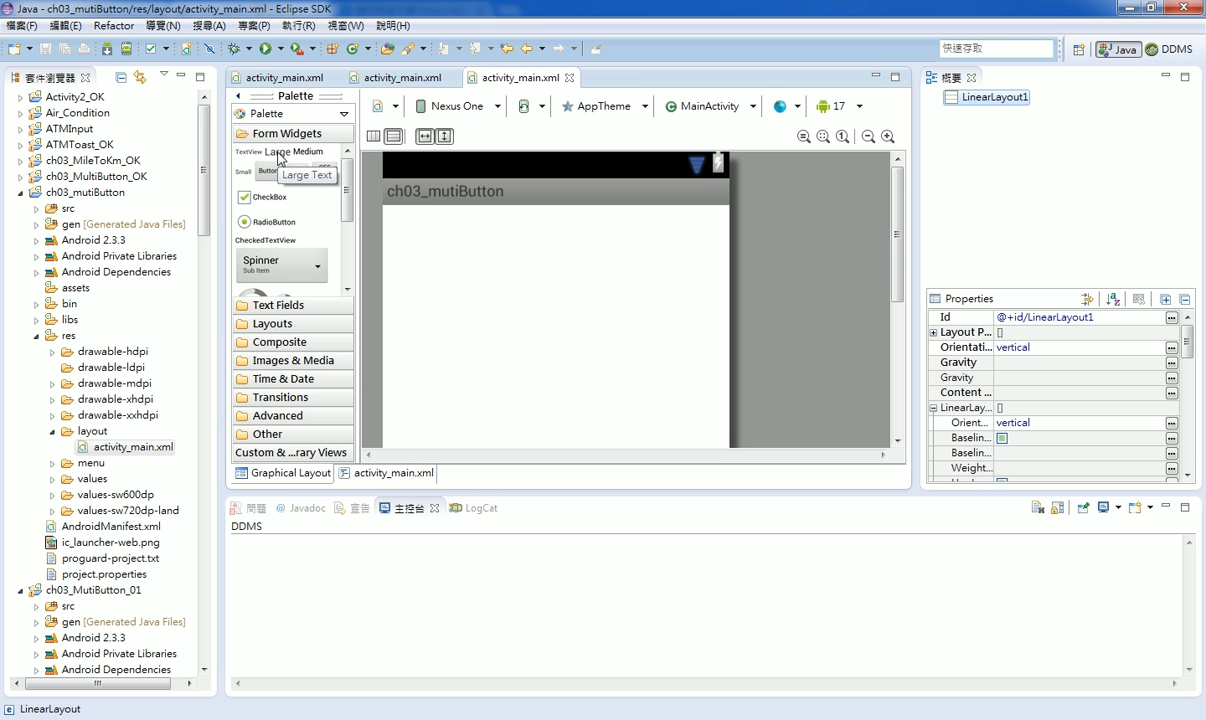 Java - ch03_mutiButton/res/layout/activity_main.xml - Eclipse SDK
檔案(F) 編輯(E) Refactor 導覽(N) 搜尋(A) 專案(P) 執行(R) 視窗(W) 說明(H)
快速存取 Java DDMS
套件瀏覽器
Activity2_OK
Air_Condition
ATMInput
ATMToast_OK
ch03_MileToKm_OK
ch03_MultiButton_OK
ch03_mutiButton
src
gen [Generated Java Files]
Android 2.3.3
Android Private Libraries
Android Dependencies
assets
bin
libs
res
drawable-hdpi
drawable-ldpi
drawable-mdpi
drawable-xhdpi
drawable-xxhdpi
layout
activity_main.xml
menu
values
values-sw600dp
values-sw720dp-land
AndroidManifest.xml
ic_launcher-web.png
proguard-project.txt
project.properties
ch03_MutiButton_01
src
gen [Generated Java Files]
Android 2.3.3
Android Private Libraries
Android Dependencies
activity_main.xml activity_main.xml activity_main.xml
Palette
Palette
Form Widgets
TextView Large Medium
Small Button
Large Text
CheckBox
RadioButton
CheckedTextView
Spinner
Sub Item
Text Fields
Layouts
Composite
Images & Media
Time & Date
Transitions
Advanced
Other
Custom & ...rary Views
Nexus One AppTheme MainActivity 17
ch03_mutiButton
Graphical Layout activity_main.xml
概要
LinearLayout1
Properties
Id @+id/LinearLayout1
Layout P... []
Orientati... vertical
Gravity
Gravity
Content ...
LinearLay... []
Orient... vertical
Baselin...
Baselin...
Weight...
問題 Javadoc 宣告 主控台 LogCat
DDMS
LinearLayout